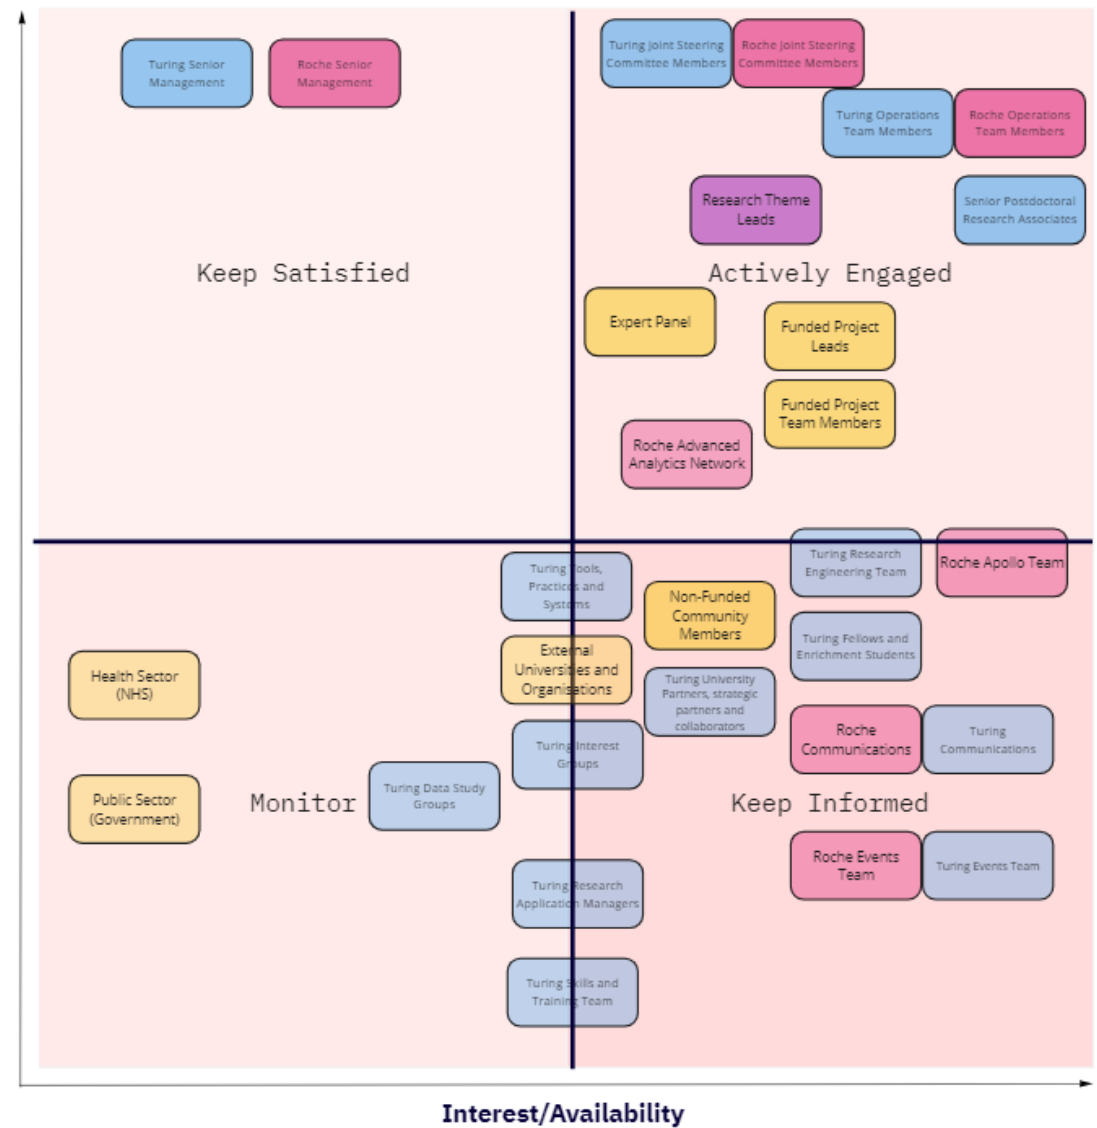 Turing Senior
Management
Roche Senior
Management
Turing Joint Steering
Committee Members
Roche Joint Steering
Committee Members
Turing Operations
Team Members
Roche Operations
Team Members
Research Theme
Leads
Senior Postdoctoral
Research Associates
Keep Satisfied
Actively Engaged
Expert Panel
Funded Project
Leads
Funded Project
Team Members
Roche Advanced
Analytics Network
Turing Research
Engineering Team
Roche Apollo Team
Turing Tools,
Practices and
Systems
Non-Funded
Community
Members
Turing Fellows and
Enrichment Students
External
Universities and
Organisations
Health Sector
(NHS)
Turing University
Partners, strategic
partners and
collaborators
Roche
Communications
Turing
Communications
Turing Interest
Groups
Public Sector
(Government)
Monitor
Turing Data Study
Groups
Keep Informed
Roche Events
Team
Turing Events Team
Turing Research
Application Managers
Turing Skills and
Training Team
Interest/Availability